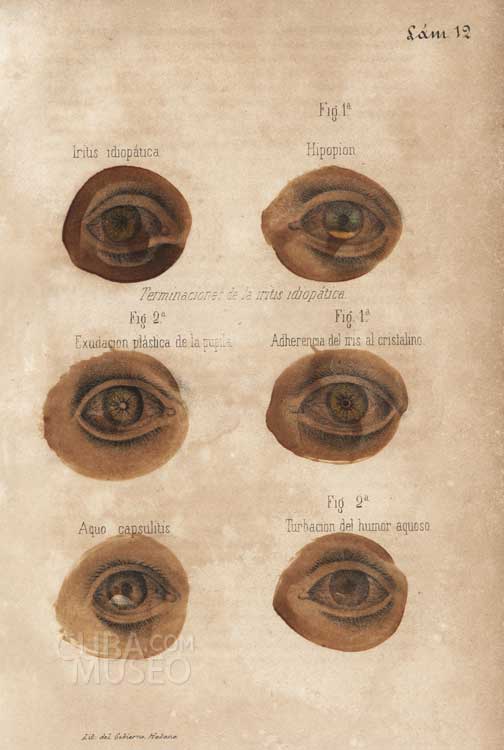 Lám 12
Fig. 1ª
Iritis idiopática
Hipopion
Terminaciones de la iritis idiopática.
Fig. 2ª
Fig. 1ª
Exudacion plástica de la pupila
Adherencia del iris al cristalino.
Fig 2ª
Aquo capsulitis
Turbacion del humor aquoso
CUBA.COM
MUSEO
Lit. del Gobierno. Habana